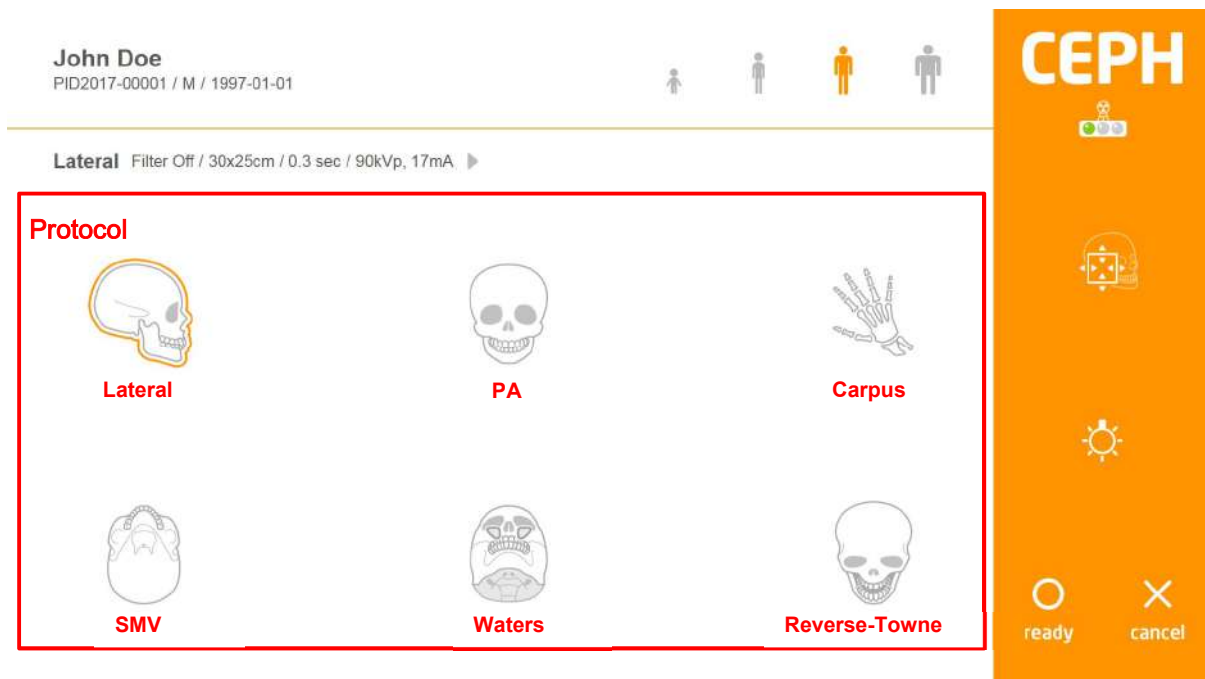 John Doe
PID2017-00001 / M / 1997-01-01
CEPH
Lateral Filter Off / 30x25cm / 0.3 sec / 90kVp, 17mA
Protocol
Lateral
PA
Carpus
SMV
Waters
Reverse-Towne
ready
cancel